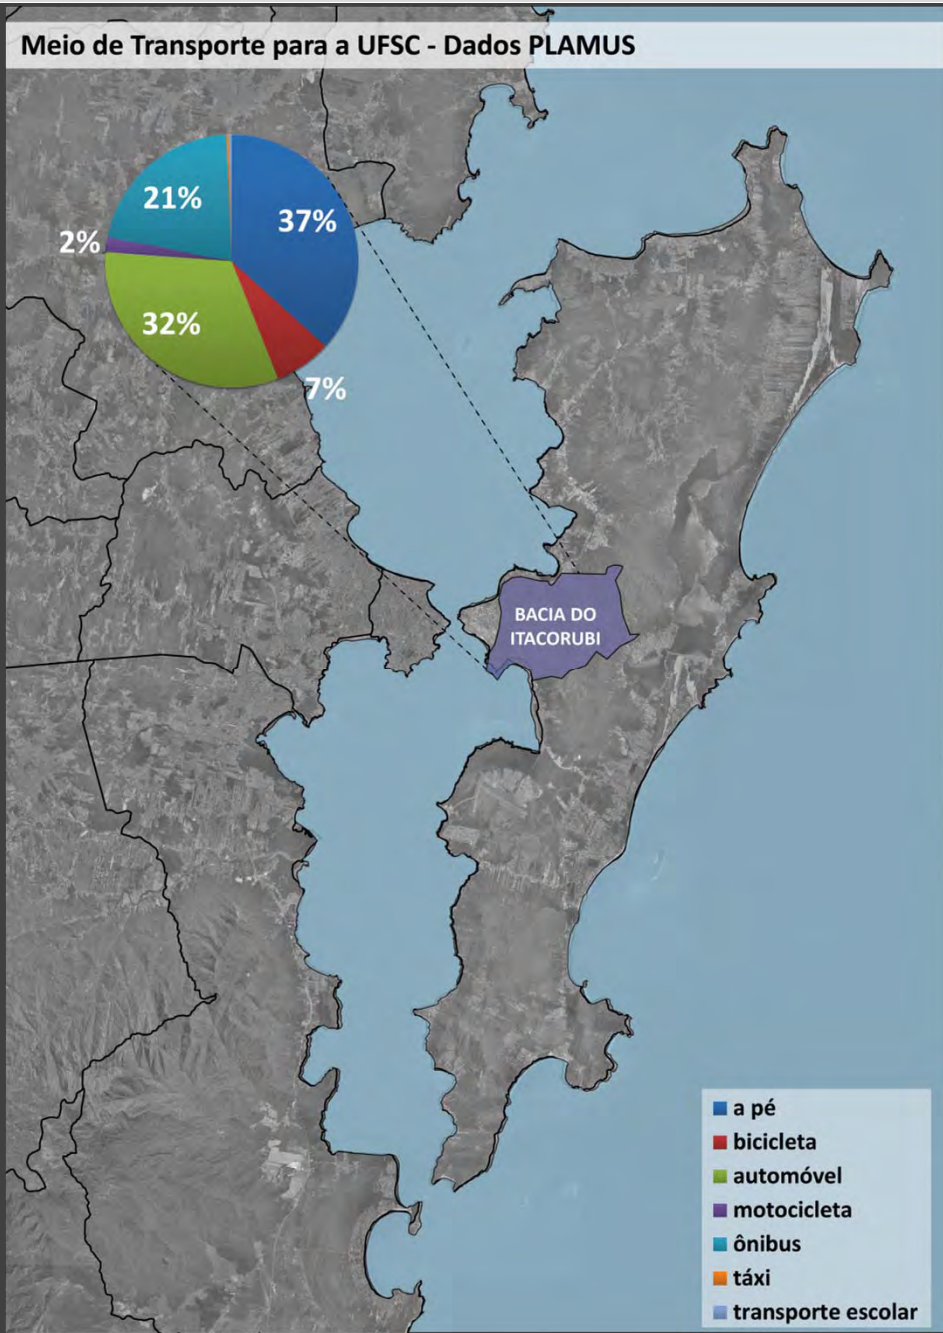 Meio de Transporte para a UFSC - Dados PLAMUS
21%
37%
2%
32%
7%
BACIA DO
ITACORUBI
a pé
bicicleta
automóvel
motocicleta
ônibus
táxi
transporte escolar